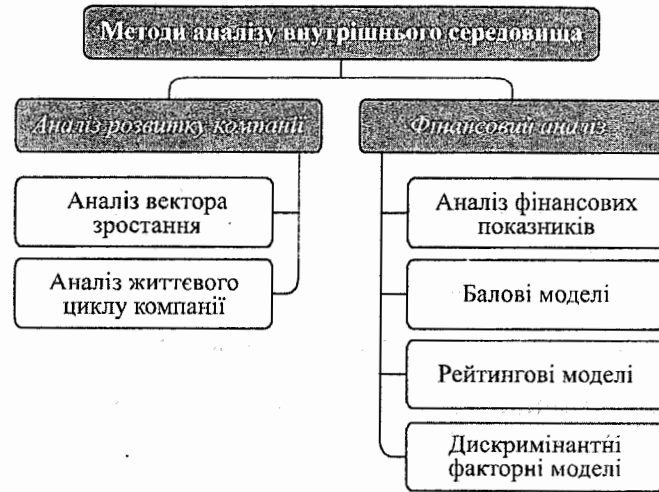 Методи аналізу внутрішнього середовища
Аналіз розвитку компанії
Фінансовий аналіз
Аналіз вектора
зростання
Аналіз життєвого
циклу компанії
Аналіз фінансових
показників
Балові моделі
Рейтингові моделі
Дискримінантні
факторні моделі